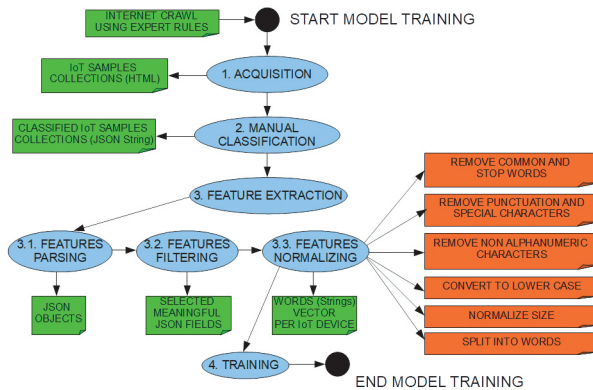 INTERNET CRAWL
USING EXPERT RULES
START MODEL TRAINING
IoT SAMPLES
COLLECTIONS (HTML)
1. ACQUISITION
CLASSIFIED IoT SAMPLES
COLLECTIONS (JSON String)
2. MANUAL
CLASSIFICATION
3. FEATURE EXTRACTION
REMOVE COMMON AND
STOP WORDS
REMOVE PUNCTUATION AND
SPECIAL CHARACTERS
REMOVE NON ALPHANUMERIC
CHARACTERS
CONVERT TO LOWER CASE
NORMALIZE SIZE
SPLIT INTO WORDS
3.1. FEATURES
PARSING
3.2. FEATURES
FILTERING
3.3. FEATURES
NORMALIZING
JSON
OBJECTS
SELECTED
MEANINGFUL
JSON FIELDS
WORDS (Strings)
VECTOR
PER IoT DEVICE
4. TRAINING
END MODEL TRAINING